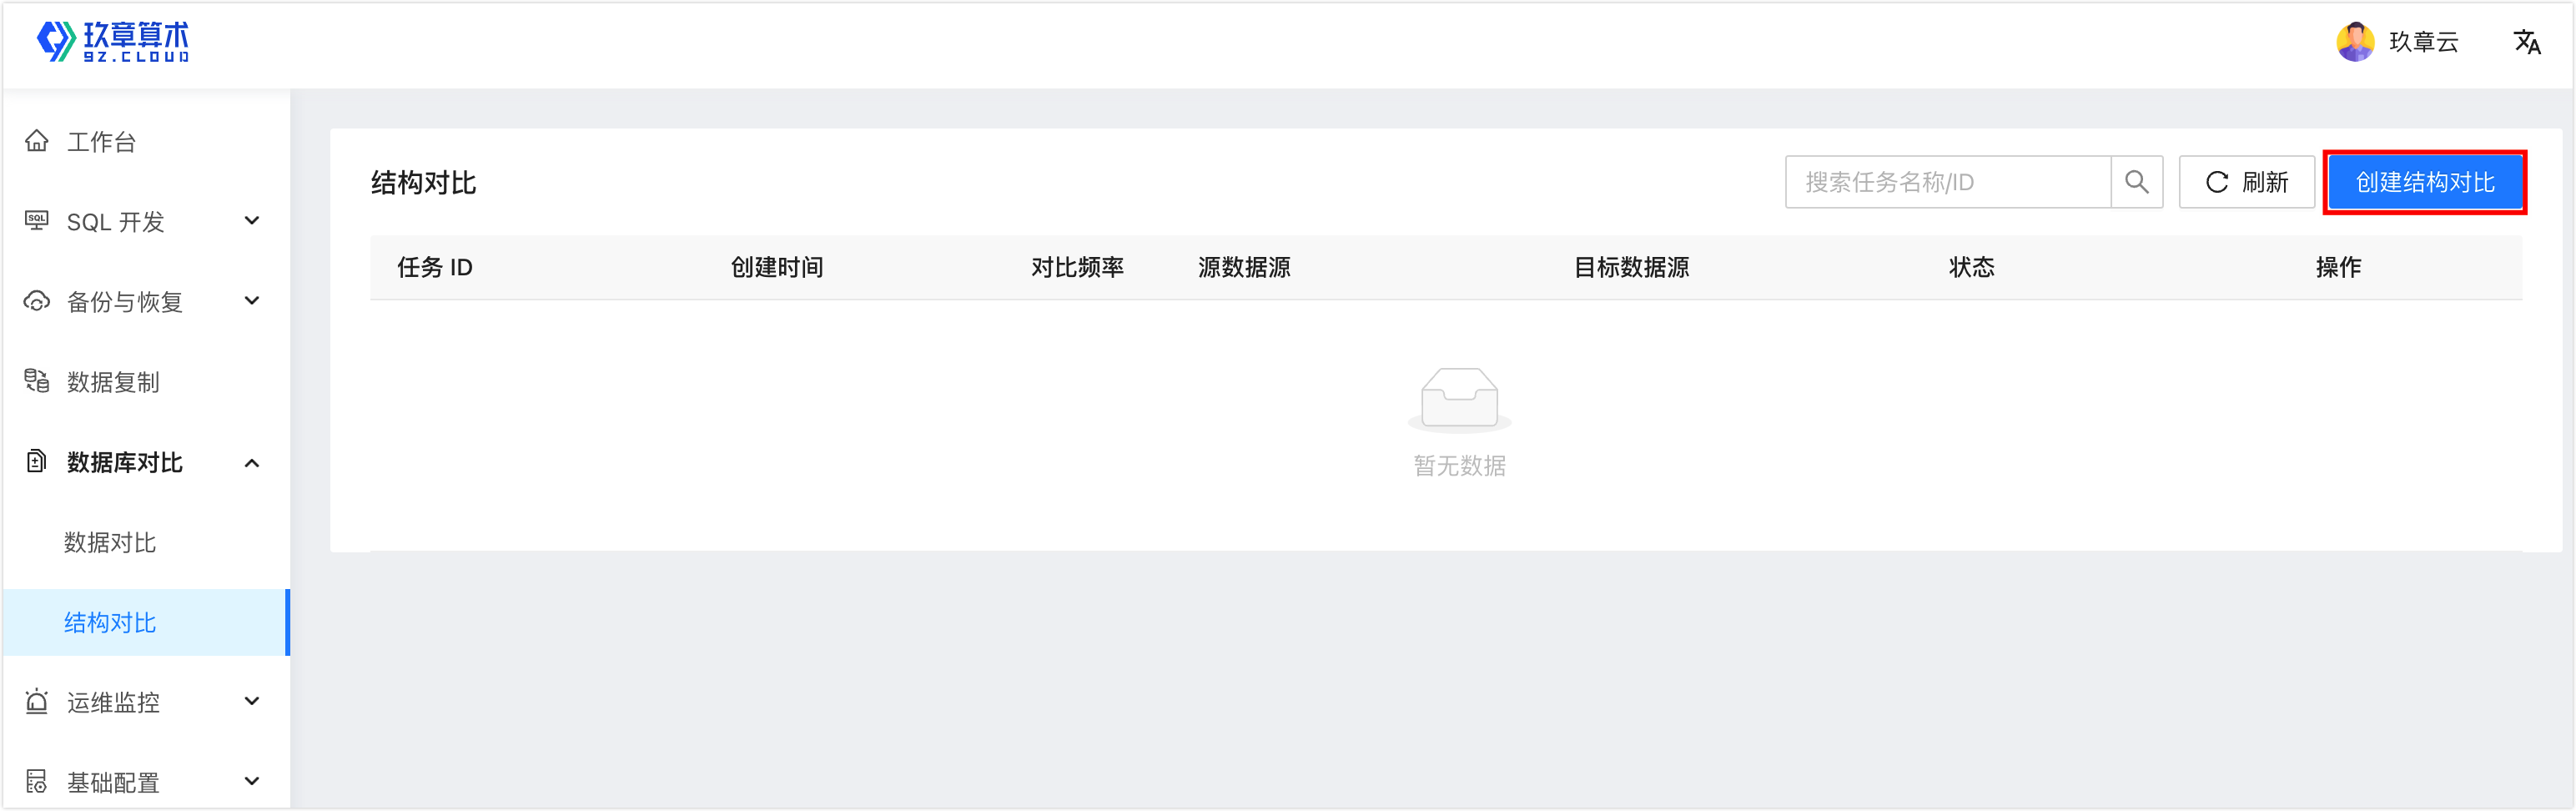 玖章算术
9Z.CLOUD
玖章云
工作台
SQL 开发
备份与恢复
数据复制
数据库对比
数据对比
结构对比
运维监控
基础配置
结构对比
搜索任务名称/ID
刷新
创建结构对比
任务 ID 创建时间 对比频率 源数据源 目标数据源 状态 操作
暂无数据